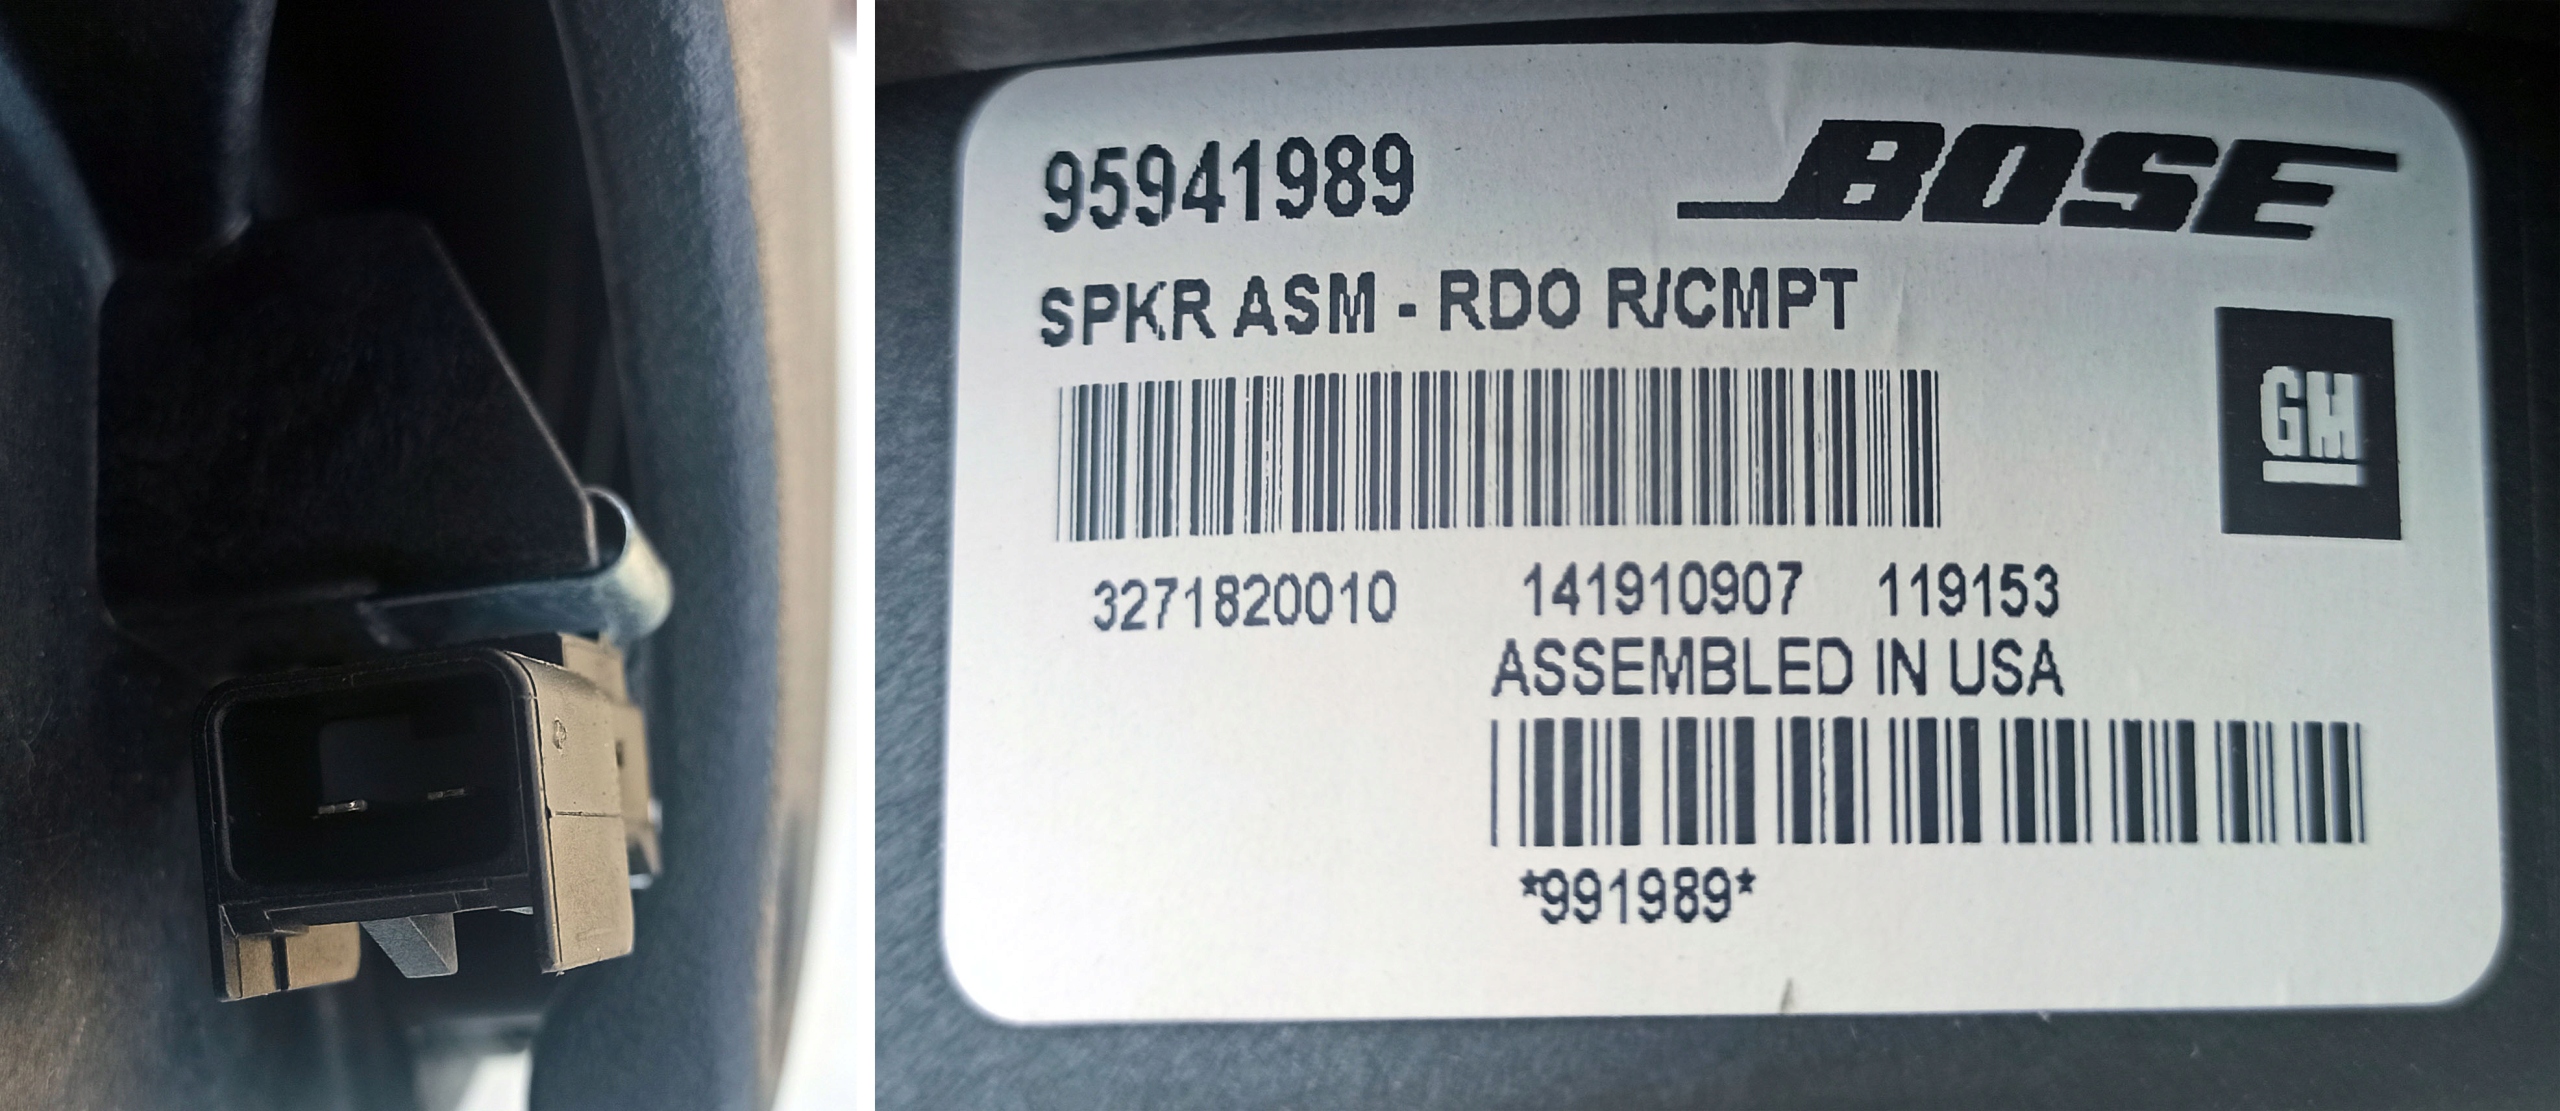 95941989 BOSE
SPKR ASM - RDO R/CMPT
GM
3271820010 141910907 119153
ASSEMBLED IN USA
*991989*